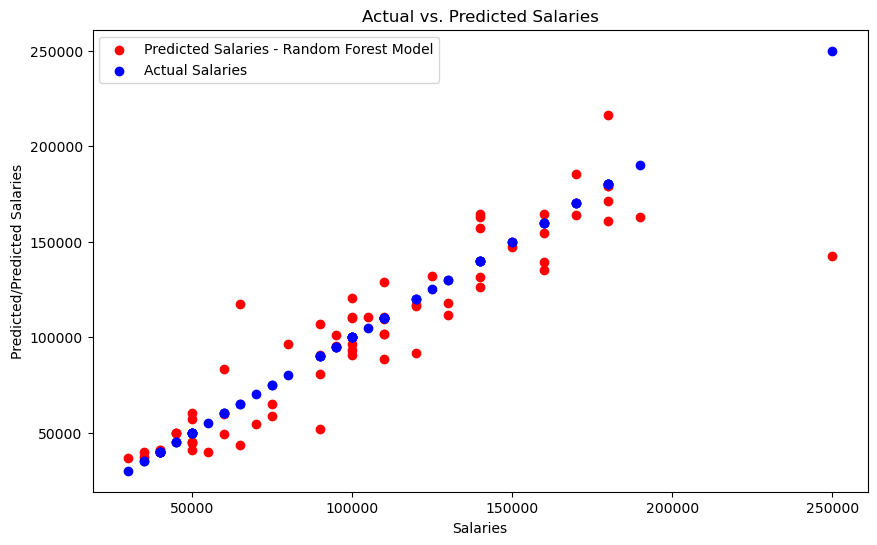 Actual vs. Predicted Salaries
Predicted Salaries - Random Forest Model
Actual Salaries
Predicted/Predicted Salaries
250000
200000
150000
100000
50000
50000
100000
150000
200000
250000
Salaries